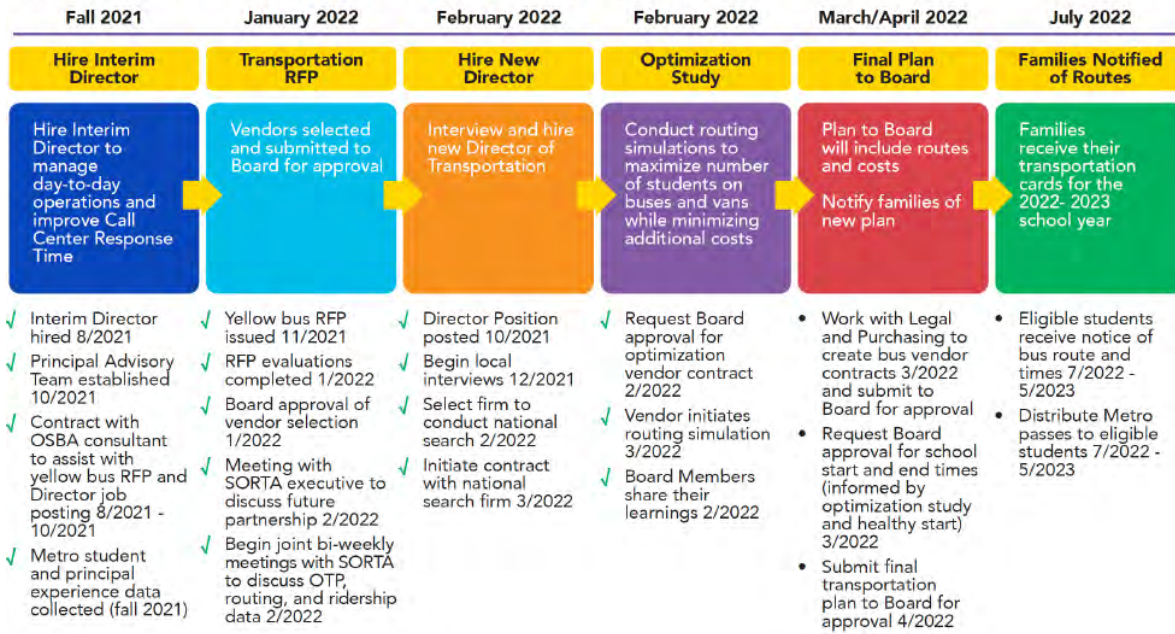 Fall 2021
January 2022
February 2022
February 2022
March/April 2022
July 2022
Hire Interim
Director
Transportation
RFP
Hire New
Director
Optimization
Study
Final Plan
to Board
Families Notified
of Routes
Hire Interim
Director to
manage
day-to-day
operations and
improve Call
Center Response
Time
Vendors selected
and submitted to
Board for approval
Interview and hire
new Director of
Transportation
Conduct routing
simulations to
maximize number
of students on
buses and vans
while minimizing
additional costs
Plan to Board
will include routes
and costs
Notify families of
new plan
Families
receive their
transportation
cards for the
2022- 2023
school year
√ Interim Director
hired 8/2021
√ Principal Advisory
Team established
10/2021
√ Contract with
OSBA consultant
to assist with
yellow bus RFP and
Director job
posting 8/2021 -
10/2021
√ Metro student
and principal
experience data
collected (fall 2021)
√ Yellow bus RFP
issued 11/2021
√ RFP evaluations
completed 1/2022
√ Board approval of
vendor selection
1/2022
√ Meeting with
SORTA executive to
discuss future
partnership 2/2022
√ Begin joint bi-weekly
meetings with SORTA
to discuss OTP,
routing, and ridership
data 2/2022
√ Director Position
posted 10/2021
√ Begin local
interviews 12/2021
√ Select firm to
conduct national
search 2/2022
√ Initiate contract
with national
search firm 3/2022
√ Request Board
approval for
optimization
vendor contract
2/2022
√ Vendor initiates
routing simulation
3/2022
√ Board Members
share their
learnings 2/2022
• Work with Legal
and Purchasing to
create bus vendor
contracts 3/2022
and submit to
Board for approval
• Request Board
approval for school
start and end times
(informed by
optimization study
and healthy start)
3/2022
• Submit final
transportation
plan to Board for
approval 4/2022
• Eligible students
receive notice of
bus route and
times 7/2022 -
5/2023
• Distribute Metro
passes to eligible
students 7/2022 -
5/2023